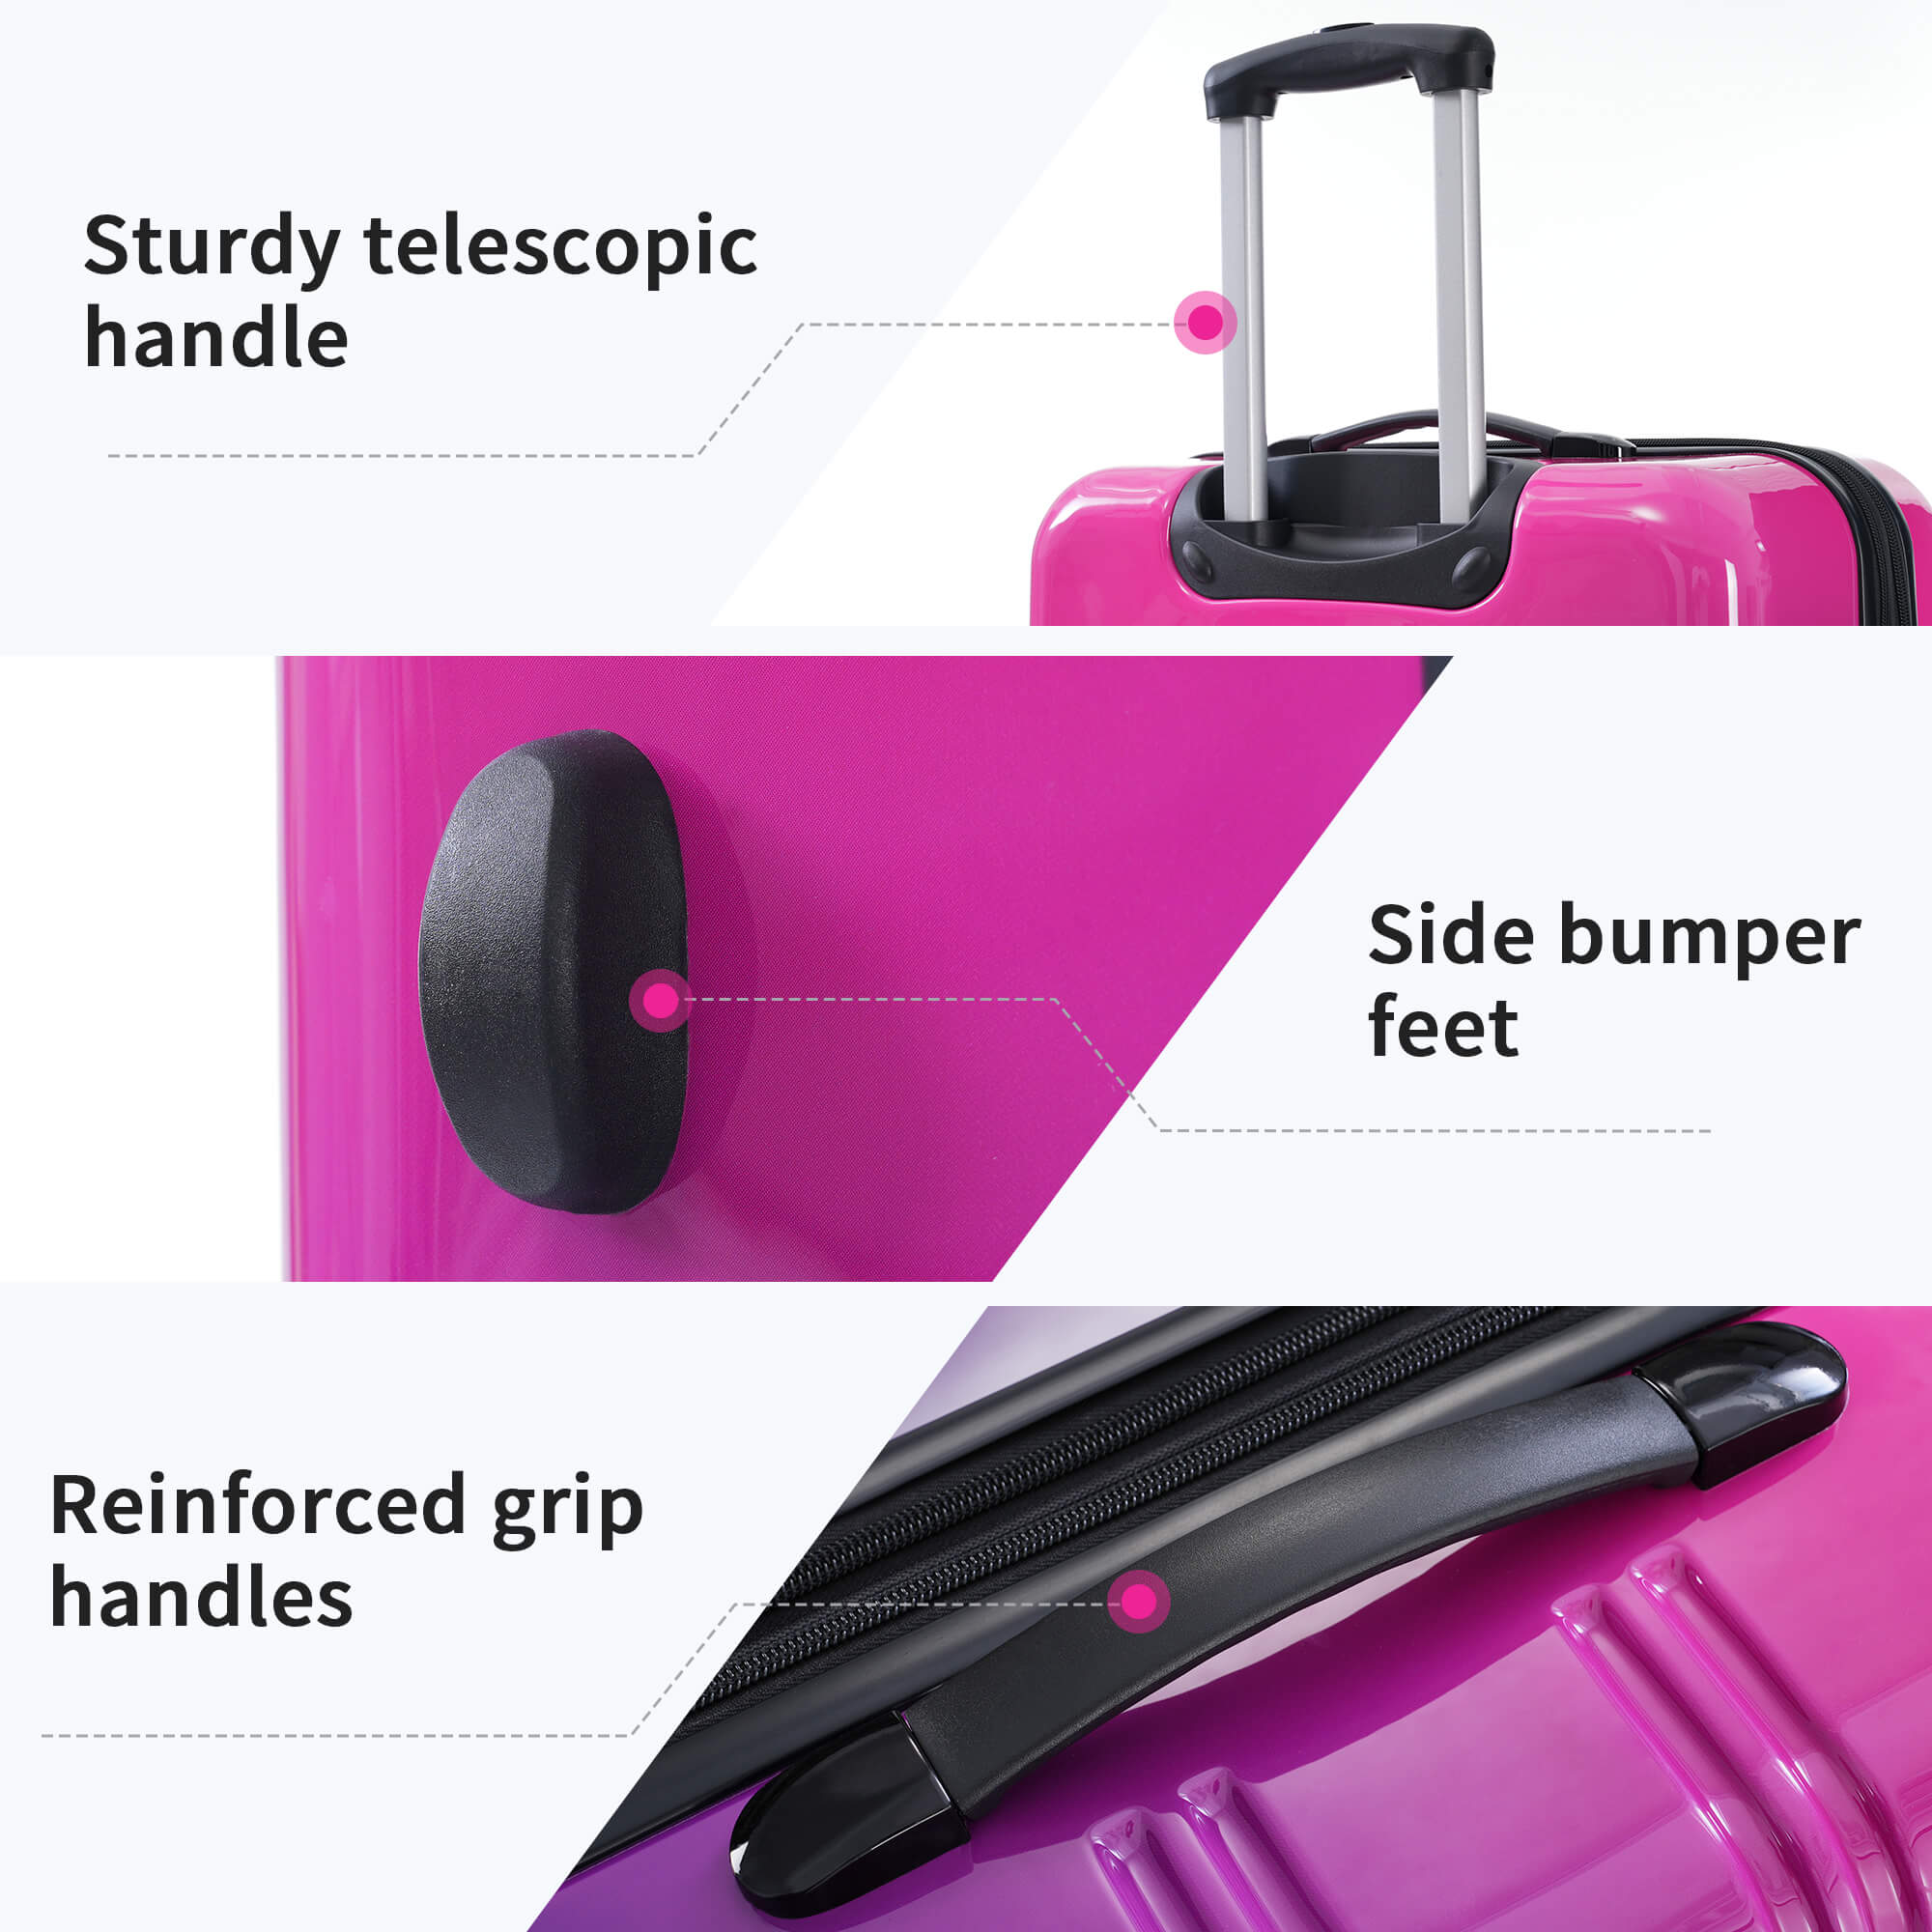 Sturdy telescopic
handle
Side bumper
feet
Reinforced grip
handles